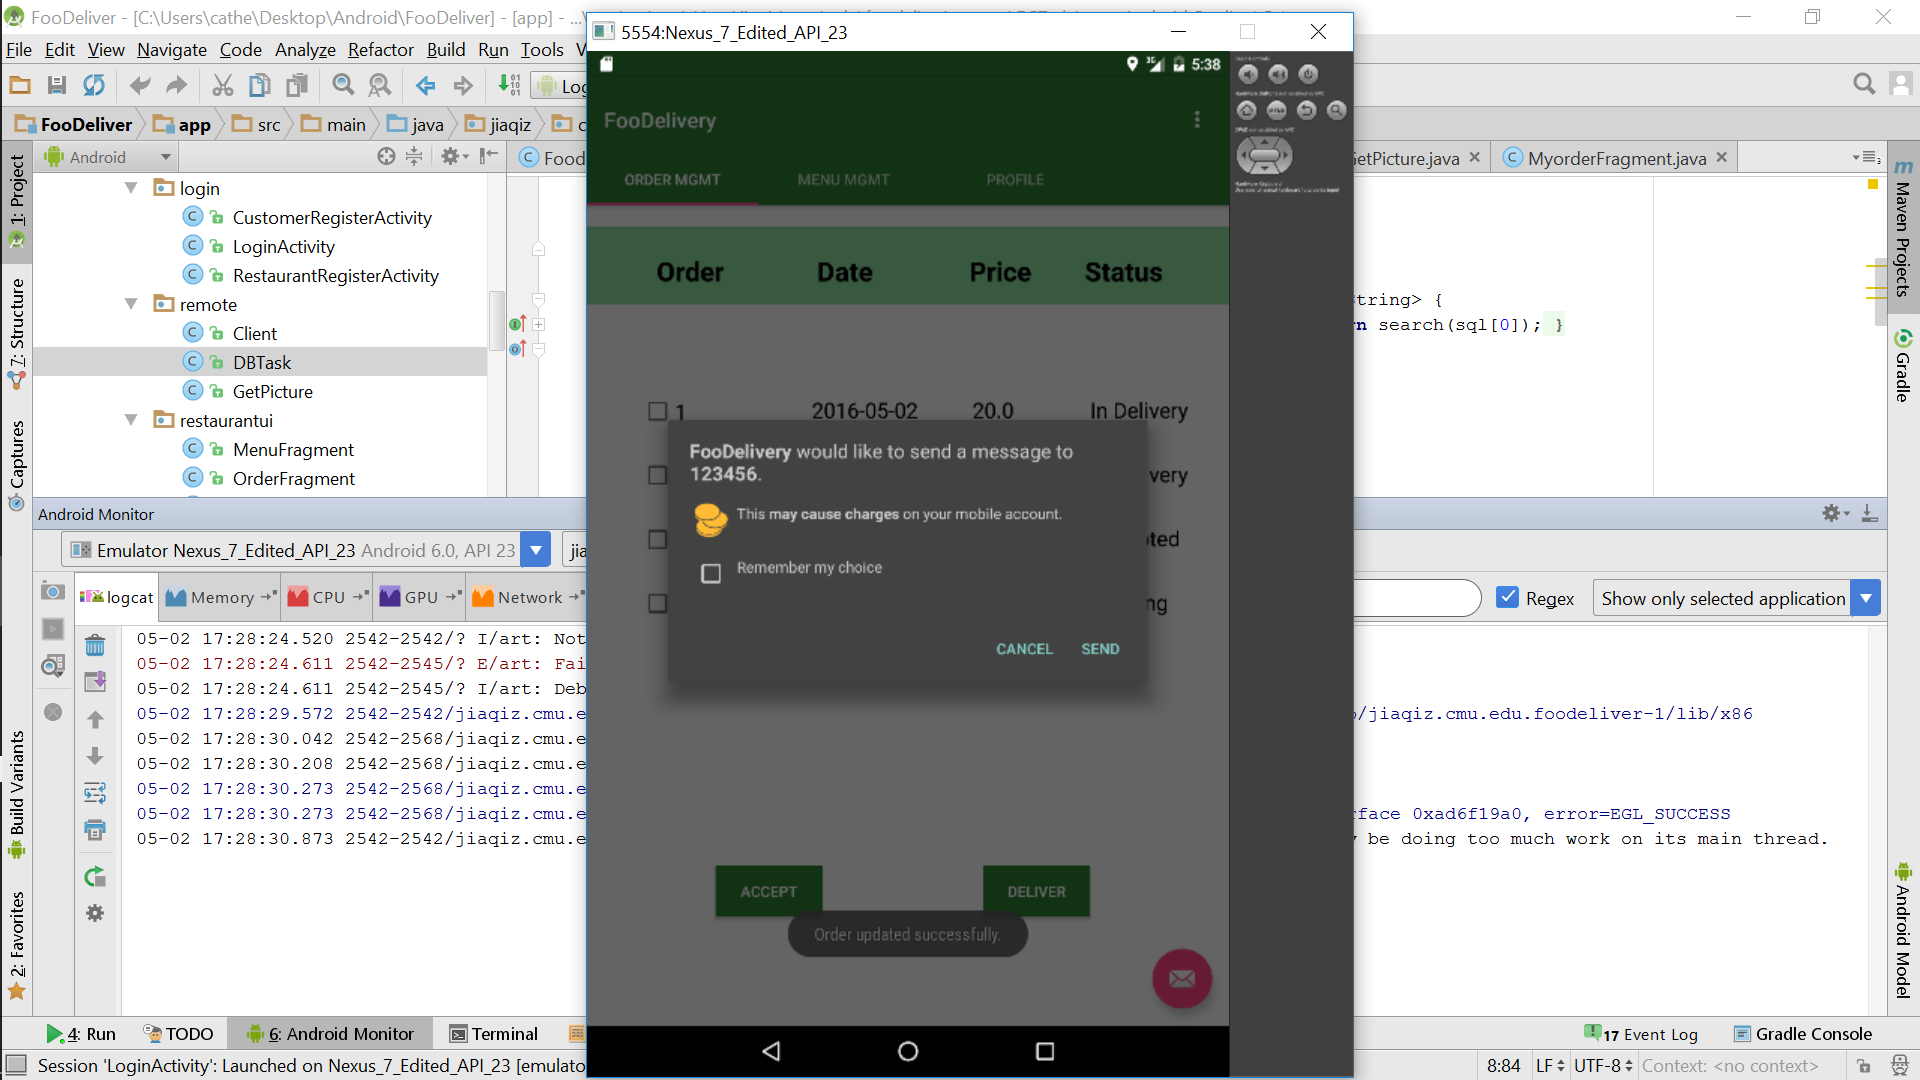 FooDeliver - [C:\Users\cathe\Desktop\Android\FooDeliver] - [app] - ...\
File Edit View Navigate Code Analyze Refactor Build Run Tools V
FooDeliver app src main java jiaqiz c
Android
1: Project
7: Structure
Captures
Build Variants
2: Favorites
login
CustomerRegisterActivity
LoginActivity
RestaurantRegisterActivity
remote
Client
DBTask
GetPicture
restaurantui
MenuFragment
OrderFragment
Food
etPicture.java
MyorderFragment.java
tring> {
n search(sql[0]); }
Maven Projects
Gradle
Android Model
5554:Nexus_7_Edited_API_23
5:38
FooDelivery
ORDER MGMT MENU MGMT PROFILE
Order Date Price Status
1 2016-05-02 20.0 In Delivery
very
ted
ng
FooDelivery would like to send a message to
123456.
This may cause charges on your mobile account.
Remember my choice
CANCEL SEND
ACCEPT DELIVER
Order updated successfully.
Android Monitor
Emulator Nexus_7_Edited_API_23 Android 6.0, API 23 jia
logcat Memory CPU GPU Network
Regex Show only selected application
05-02 17:28:24.520 2542-2542/? I/art: Not
05-02 17:28:24.611 2542-2545/? E/art: Fai
05-02 17:28:24.611 2542-2545/? I/art: Deb
05-02 17:28:29.572 2542-2542/jiaqiz.cmu.e /jiaqiz.cmu.edu.foodeliver-1/lib/x86
05-02 17:28:30.042 2542-2568/jiaqiz.cmu.e
05-02 17:28:30.208 2542-2568/jiaqiz.cmu.e
05-02 17:28:30.273 2542-2568/jiaqiz.cmu.e
05-02 17:28:30.273 2542-2568/jiaqiz.cmu.e rface 0xad6f19a0, error=EGL_SUCCESS
05-02 17:28:30.873 2542-2542/jiaqiz.cmu.e be doing too much work on its main thread.
4: Run TODO 6: Android Monitor Terminal 17 Event Log Gradle Console
Session 'LoginActivity': Launched on Nexus_7_Edited_API_23 [emulato 8:84 LF UTF-8 Context: <no context>